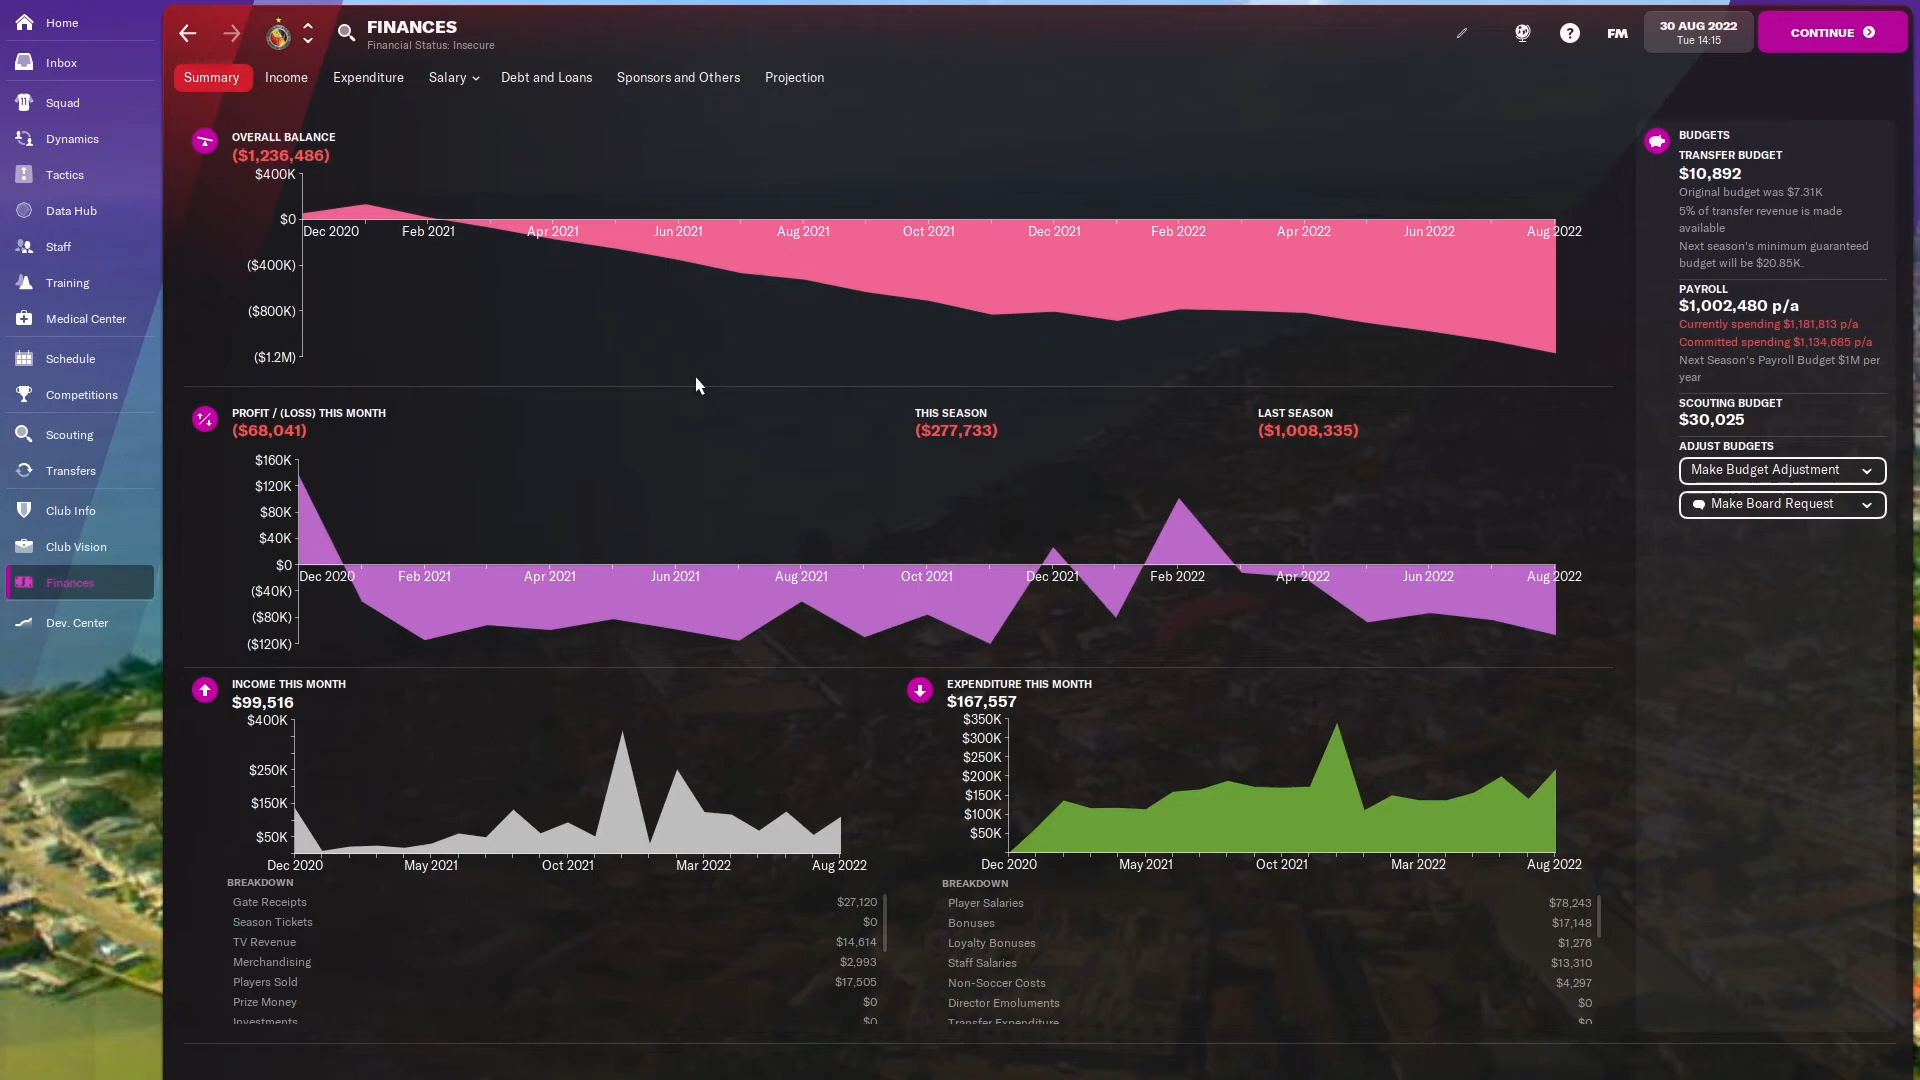 Home
Inbox
Squad
Dynamics
Tactics
Data Hub
Staff
Training
Medical Center
Schedule
Competitions
Scouting
Transfers
Club Info
Club Vision
Finances
Dev. Center
FINANCES
Financial Status: Insecure
FM
30 AUG 2022
Tue 14:15
CONTINUE
Summary Income Expenditure Salary Debt and Loans Sponsors and Others Projection
OVERALL BALANCE
($1,236,486)
$400K
$0
($400K)
($800K)
($1.2M)
Dec 2020 Feb 2021 Apr 2021 Jun 2021 Aug 2021 Oct 2021 Dec 2021 Feb 2022 Apr 2022 Jun 2022 Aug 2022
PROFIT / (LOSS) THIS MONTH
($68,041)
THIS SEASON
($277,733)
LAST SEASON
($1,008,335)
$160K
$120K
$80K
$40K
$0
($40K)
($80K)
($120K)
Dec 2020 Feb 2021 Apr 2021 Jun 2021 Aug 2021 Oct 2021 Dec 2021 Feb 2022 Apr 2022 Jun 2022 Aug 2022
INCOME THIS MONTH
$99,516
$400K
$250K
$150K
$50K
Dec 2020 May 2021 Oct 2021 Mar 2022 Aug 2022
BREAKDOWN
Gate Receipts $27,120
Season Tickets $0
TV Revenue $14,614
Merchandising $2,993
Players Sold $17,505
Prize Money $0
Investments $0
EXPENDITURE THIS MONTH
$167,557
$350K
$300K
$250K
$200K
$150K
$100K
$50K
Dec 2020 May 2021 Oct 2021 Mar 2022 Aug 2022
BREAKDOWN
Player Salaries $78,243
Bonuses $17,148
Loyalty Bonuses $1,276
Staff Salaries $13,310
Non-Soccer Costs $4,297
Director Emoluments $0
Transfer Expenditure $0
BUDGETS
TRANSFER BUDGET
$10,892
Original budget was $7.31K
5% of transfer revenue is made
available
Next season's minimum guaranteed
budget will be $20.85K.
PAYROLL
$1,002,480 p/a
Currently spending $1,181,813 p/a
Committed spending $1,134,685 p/a
Next Season's Payroll Budget $1M per
year
SCOUTING BUDGET
$30,025
ADJUST BUDGETS
Make Budget Adjustment
Make Board Request